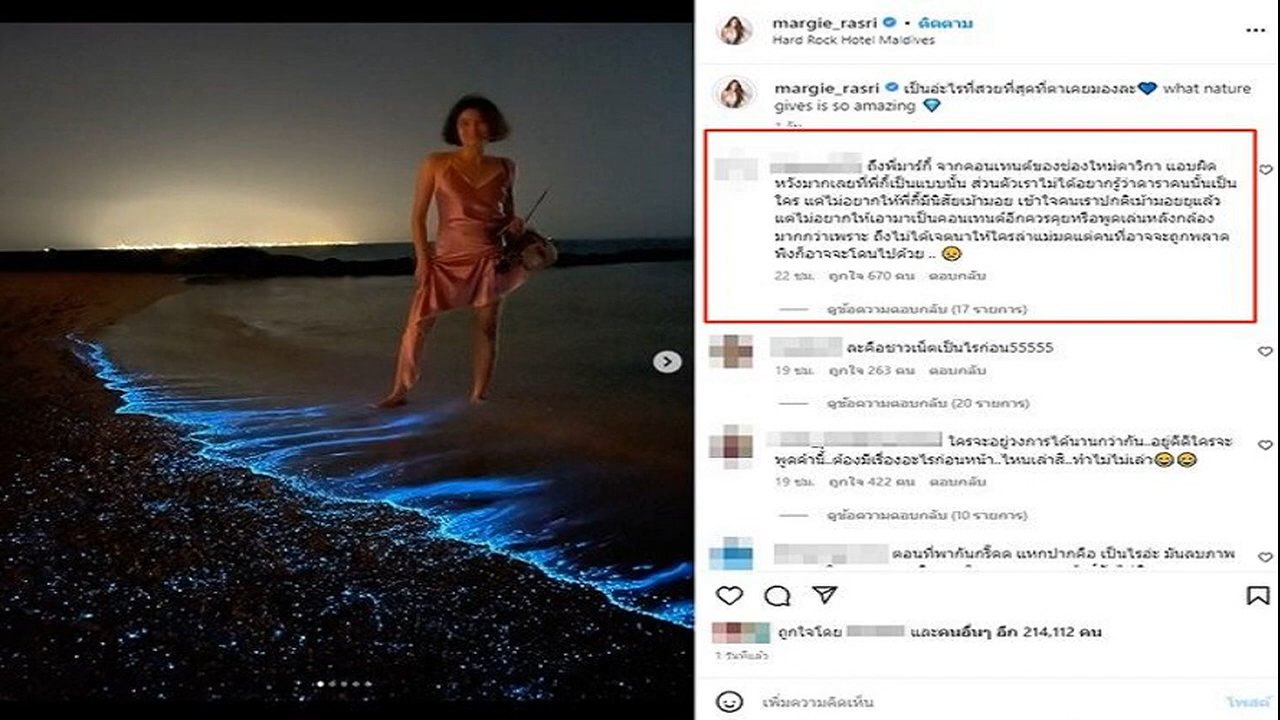 margie_rasri • ติดตาม
Hard Rock Hotel Maldives
margie_rasri เป็นอะไรที่สวยที่สุดที่ตาเคยมองละ💙 what nature
gives is so amazing 💎
ถึงพี่มาร์กี้ จากคอนเทนต์ของช่องใหม่ดาวิกา แอบผิด
หวังมากเลยที่พี่กี้เป็นแบบนั้น ส่วนตัวเราไม่ได้อยากรู้ว่าดาราคนนั้นเป็น
ใคร แต่ไม่อยากให้พี่กี้มีนิสัยเม้ามอย เข้าใจคนเราปกติเม้ามอยยุแล้ว
แต่ไม่อยากให้เอามาเป็นคอนเทนต์อีกควรคุยหรือพูดเล่นหลังกล้อง
มากกว่าเพราะ ถึงไม่ได้เจตนาให้ใครล่าแม่มดแต่คนที่อาจจะถูกพลาด
พิงก็อาจจะโดนไปด้วย .. 😣
22 ชม. ถูกใจ 670 คน ตอบกลับ
ดูข้อความตอบกลับ (17 รายการ)
ละคือชาวเน็ตเป็นไรก่อน55555
19 ชม. ถูกใจ 263 คน ตอบกลับ
ดูข้อความตอบกลับ (20 รายการ)
ใครจะอยู่วงการได้นานกว่ากัน..อยู่ดีดีใครจะ
พูดคำนี้..ต้องมีเรื่องอะไรก่อนหน้า..ไหนเล่าสิ..ทำไมไม่เล่า😂😂
19 ชม. ถูกใจ 422 คน ตอบกลับ
ดูข้อความตอบกลับ (10 รายการ)
ตอนที่พากันกรี๊ดด แหกปากคือ เป็นไรอ่ะ มันลบภาพ
ถูกใจโดย และคนอื่นๆ อีก 214,112 คน
1 วันที่แล้ว
เพิ่มความคิดเห็น โพสต์